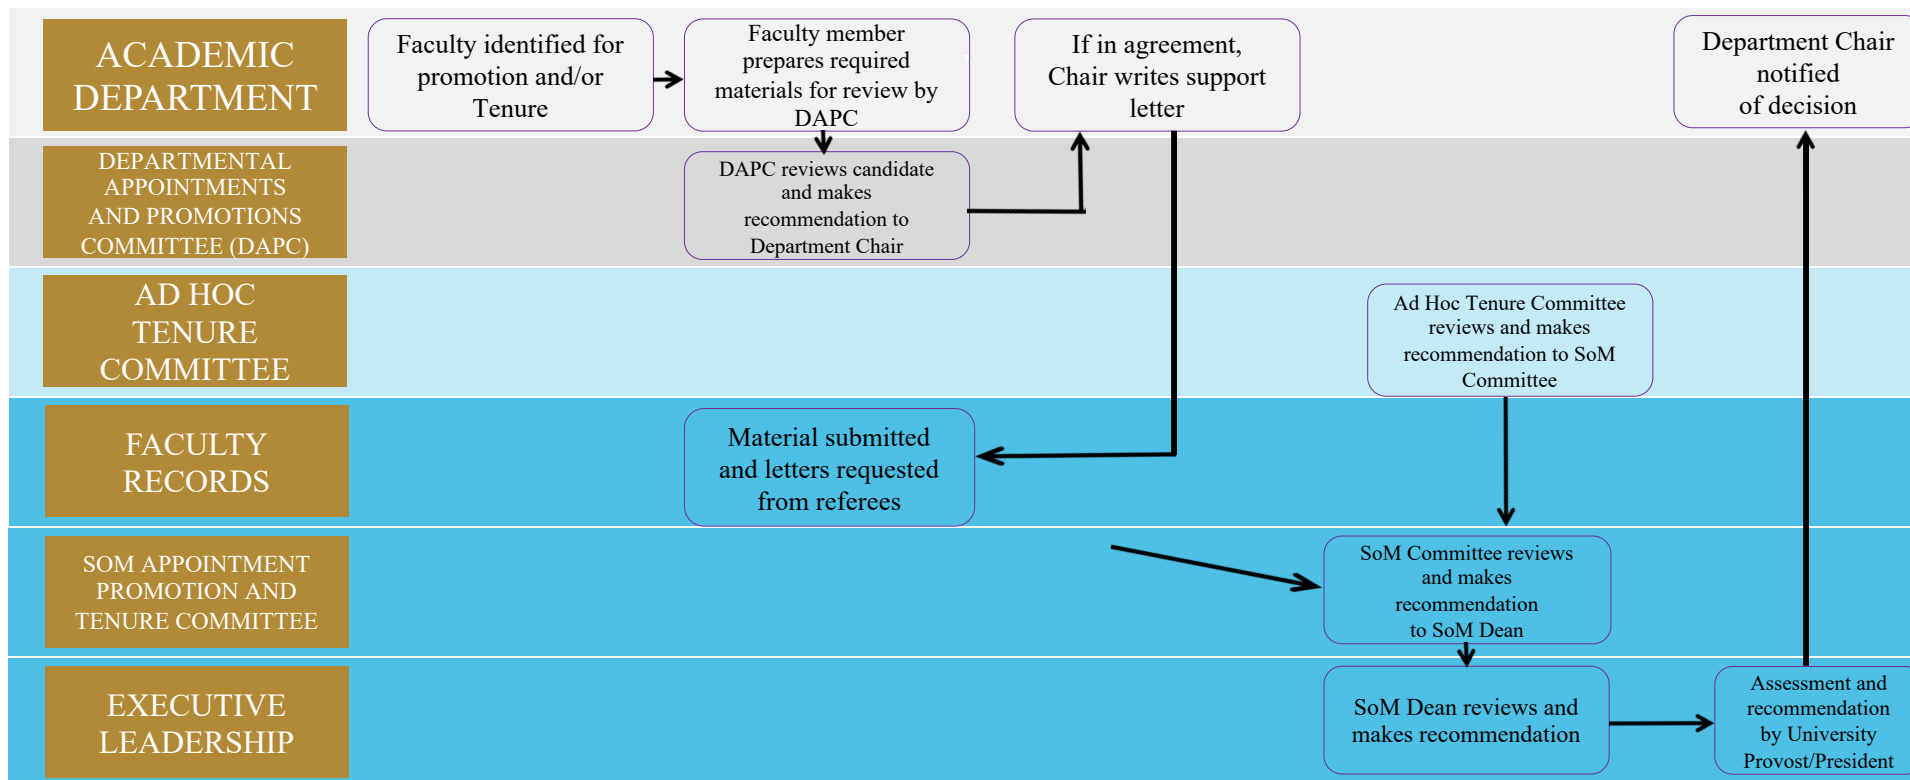 ACADEMIC
DEPARTMENT
Faculty identified for
promotion and/or
Tenure
Faculty member
prepares required
materials for review by
DAPC
If in agreement,
Chair writes support
letter
Department Chair
notified
of decision
DEPARTMENTAL
APPOINTMENTS
AND PROMOTIONS
COMMITTEE (DAPC)
DAPC reviews candidate
and makes
recommendation to
Department Chair
AD HOC
TENURE
COMMITTEE
Ad Hoc Tenure Committee
reviews and makes
recommendation to SoM
Committee
FACULTY
RECORDS
Material submitted
and letters requested
from referees
SOM APPOINTMENT
PROMOTION AND
TENURE COMMITTEE
SoM Committee reviews
and makes
recommendation
to SoM Dean
EXECUTIVE
LEADERSHIP
SoM Dean reviews and
makes recommendation
Assessment and
recommendation
by University
Provost/President